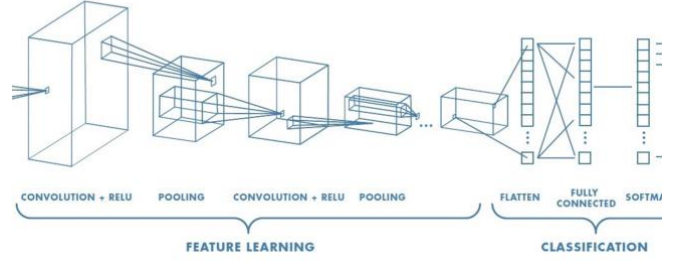 CONVOLUTION + RELU POOLING CONVOLUTION + RELU POOLING FLATTEN FULLY CONNECTED SOFTMA
FEATURE LEARNING CLASSIFICATION